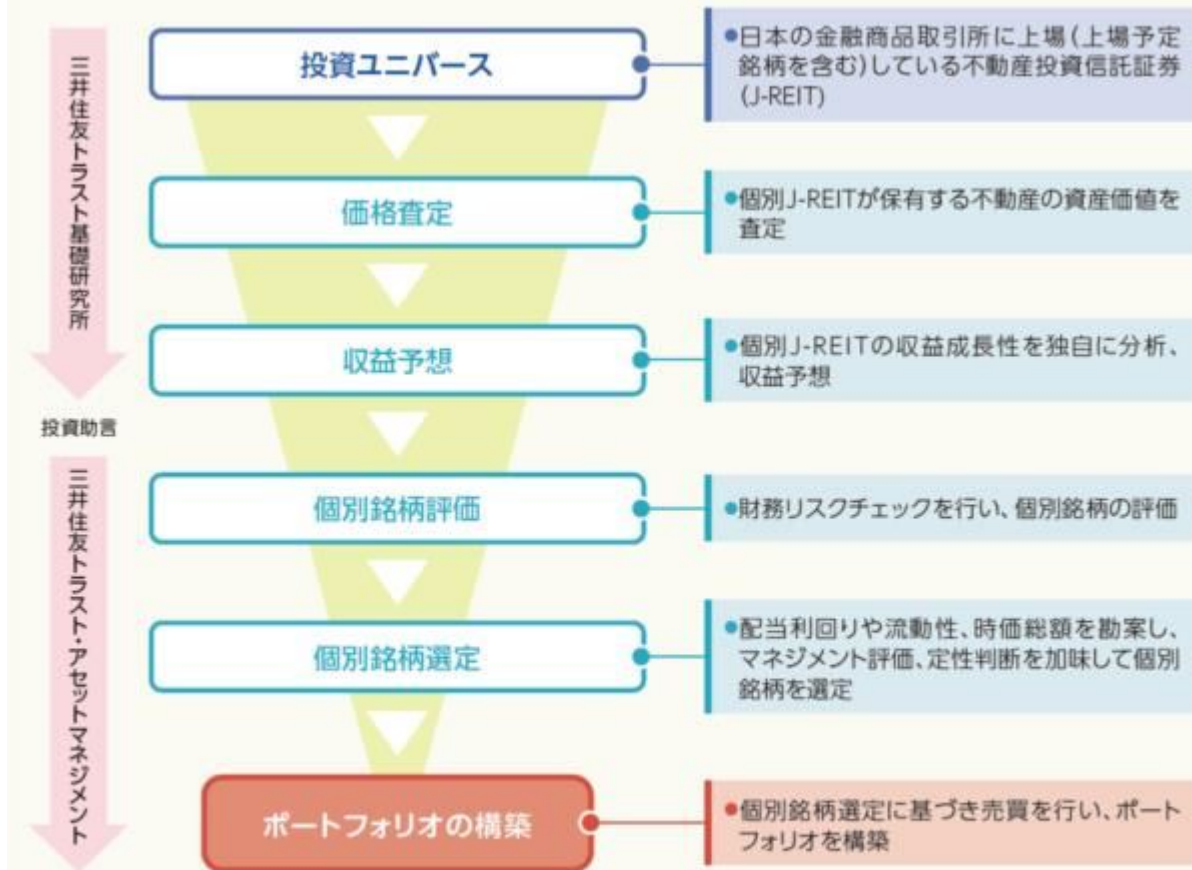 三井住友トラスト基礎研究所
投資ユニバース
●日本の金融商品取引所に上場(上場予定
銘柄を含む)している不動産投資信託証券
(J-REIT)
価格査定
●個別J-REITが保有する不動産の資産価値を
査定
収益予想
●個別J-REITの収益成長性を独自に分析、
収益予想
投資助言
三井住友トラスト・アセットマネジメント
個別銘柄評価
●財務リスクチェックを行い、個別銘柄の評価
個別銘柄選定
●配当利回りや流動性、時価総額を勘案し、
マネジメント評価、定性判断を加味して個別
銘柄を選定
ポートフォリオの構築
●個別銘柄選定に基づき売買を行い、ポート
フォリオを構築